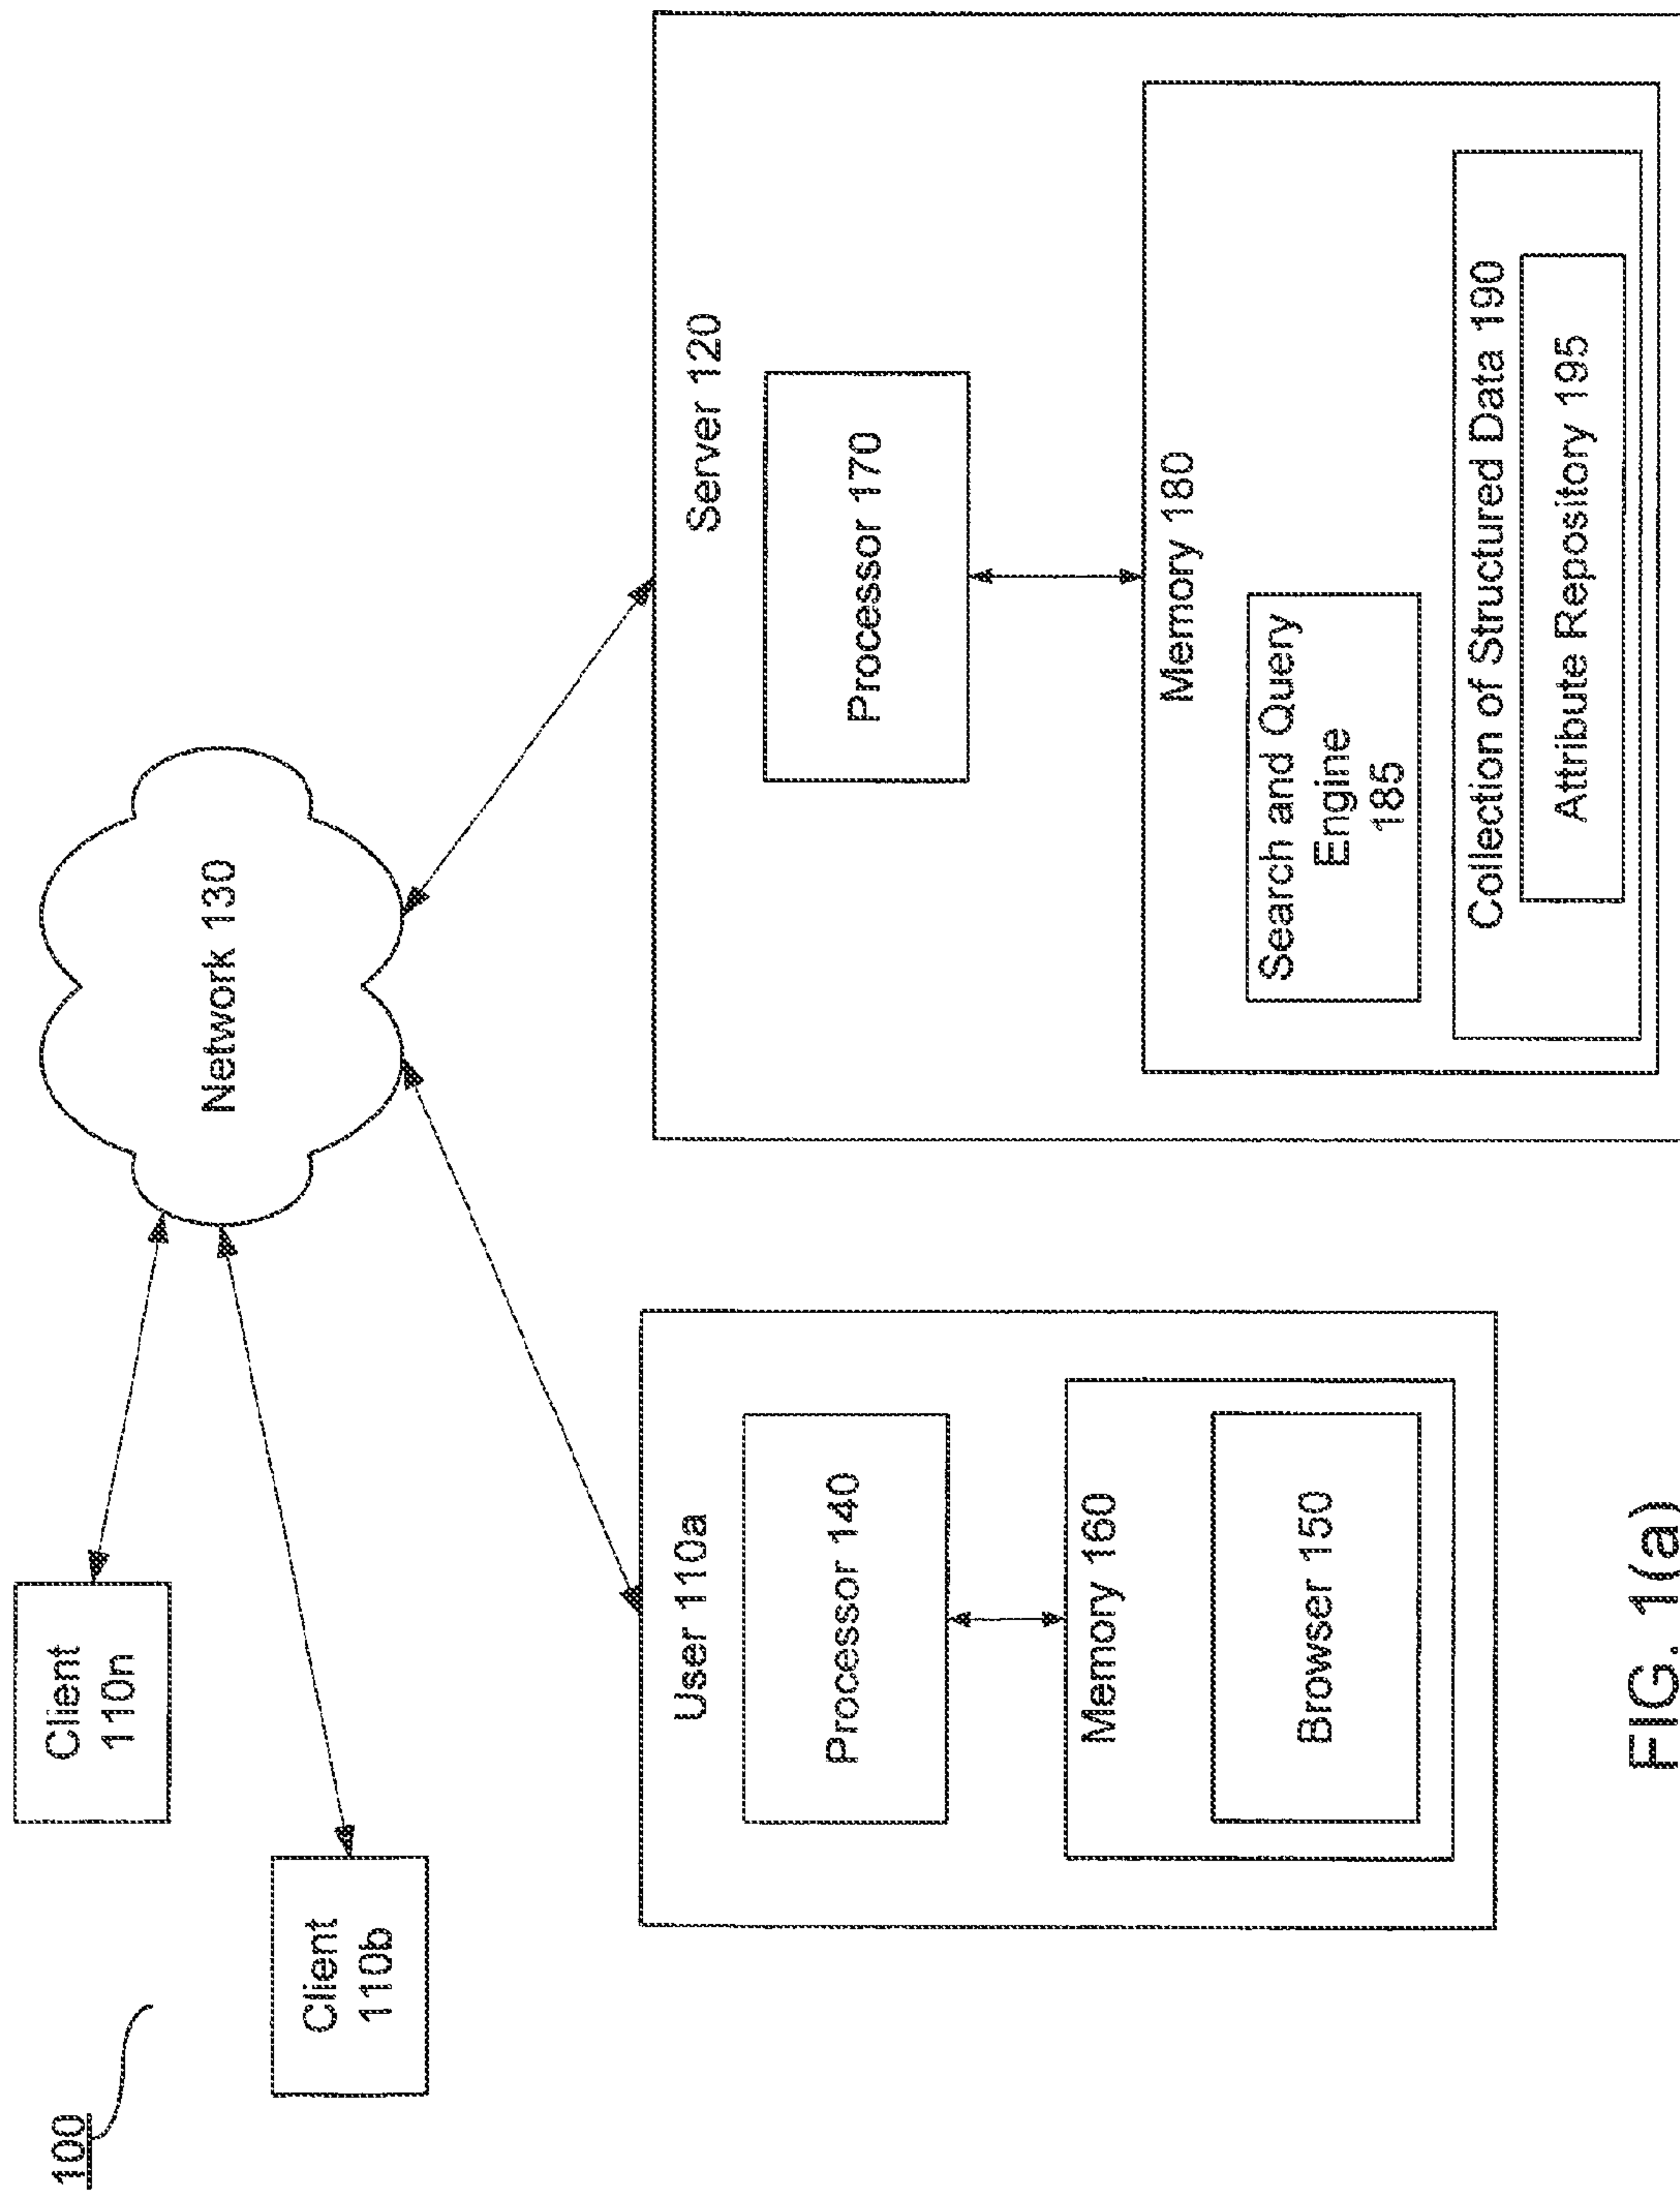 100
Client
110b
Client
110n
Network 130
User 110a
Processor 140
Memory 160
Browser 150
Server 120
Processor 170
Memory 180
Search and Query
Engine
185
Collection of Structured Data 190
Attribute Repository 195
FIG. 1(a)